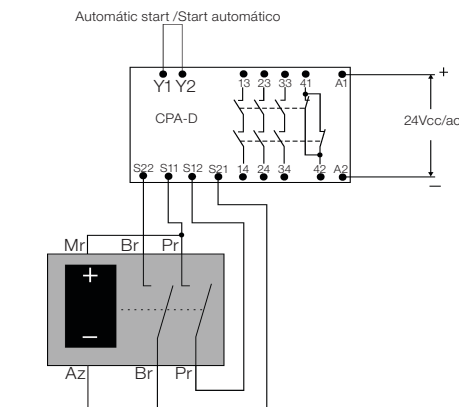 Automátic start /Start automático
Y1 Y2 13 23 33 41 A1 +
CPA-D
24Vcc/ac
S22 S11 S12 S21 14 24 34 42 A2 –
Mr Br Pr
+
–
Az Br Pr